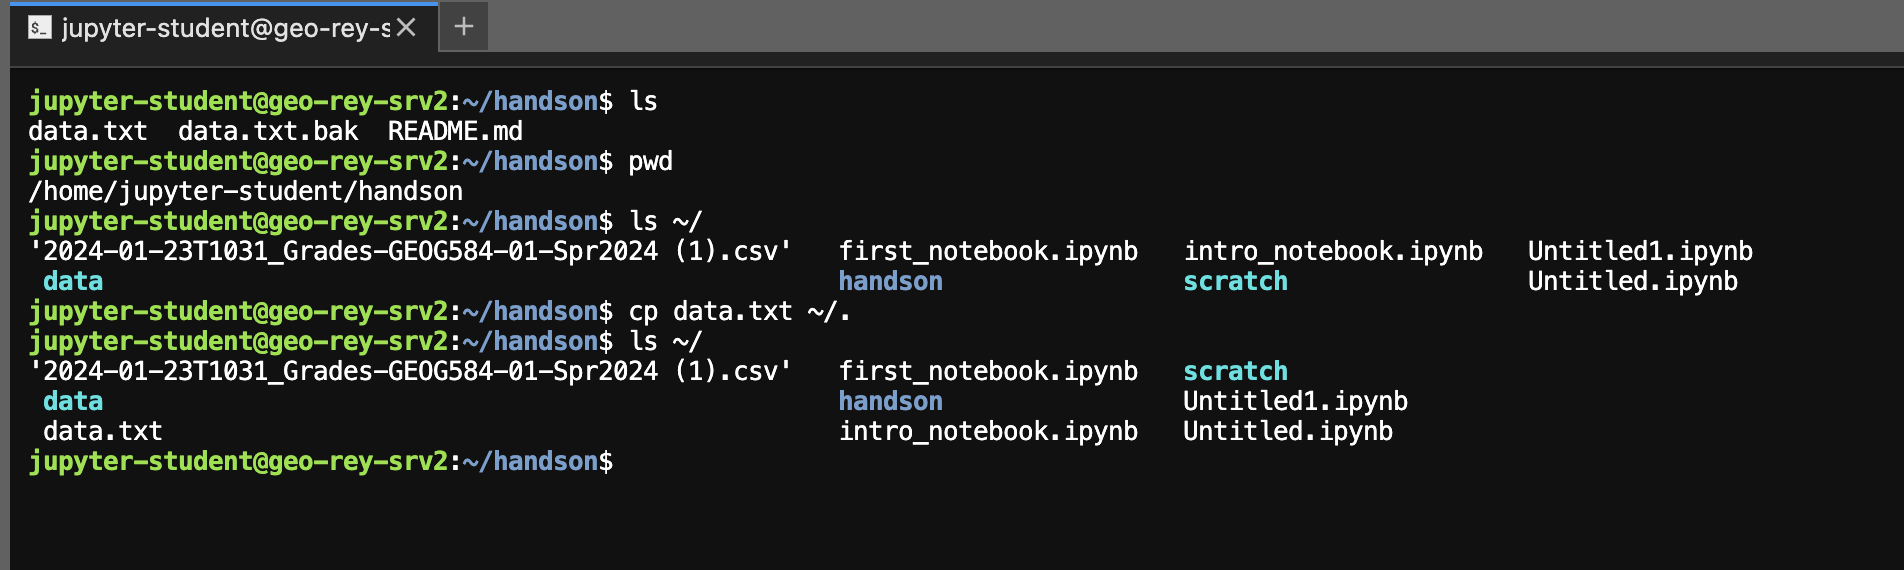 $_ jupyter-student@geo-rey-s × +
jupyter-student@geo-rey-srv2:~/handson$ ls
data.txt  data.txt.bak  README.md
jupyter-student@geo-rey-srv2:~/handson$ pwd
/home/jupyter-student/handson
jupyter-student@geo-rey-srv2:~/handson$ ls ~/
'2024-01-23T1031_Grades-GEOG584-01-Spr2024 (1).csv'   first_notebook.ipynb   intro_notebook.ipynb   Untitled1.ipynb
 data                                                 handson                scratch                Untitled.ipynb
jupyter-student@geo-rey-srv2:~/handson$ cp data.txt ~/.
jupyter-student@geo-rey-srv2:~/handson$ ls ~/
'2024-01-23T1031_Grades-GEOG584-01-Spr2024 (1).csv'   first_notebook.ipynb   scratch
 data                                                 handson                Untitled1.ipynb
 data.txt                                             intro_notebook.ipynb   Untitled.ipynb
jupyter-student@geo-rey-srv2:~/handson$